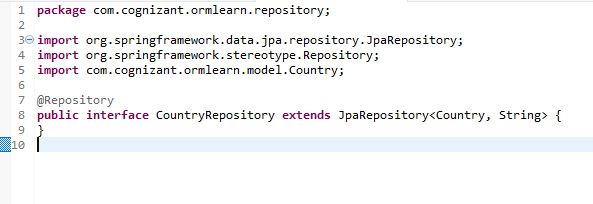 1 package com.cognizant.ormlearn.repository;
2
3 import org.springframework.data.jpa.repository.JpaRepository;
4 import org.springframework.stereotype.Repository;
5 import com.cognizant.ormlearn.model.Country;
6
7 @Repository
8 public interface CountryRepository extends JpaRepository<Country, String> {
9 }
10